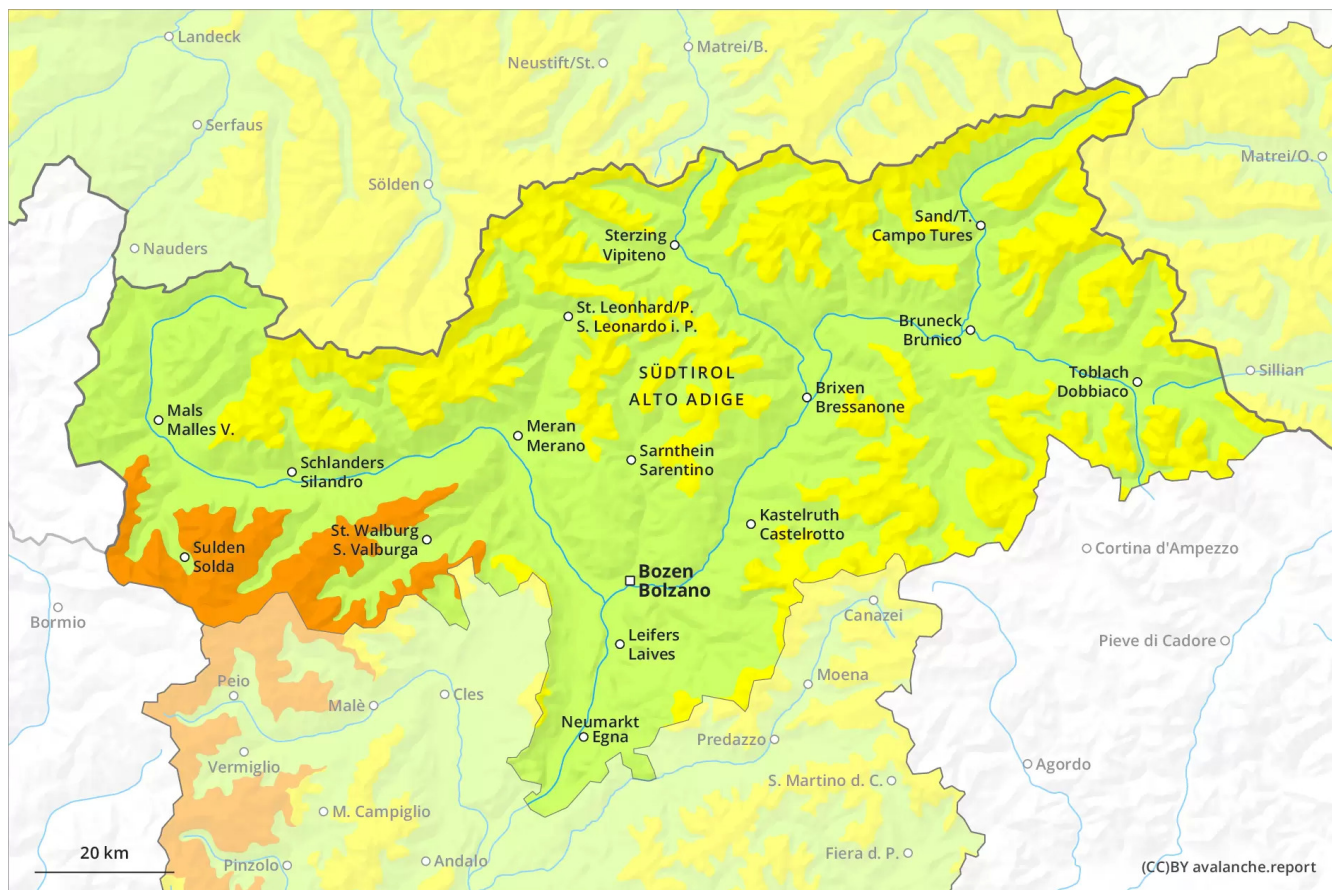 Landeck
Matrei/B.
Neustift/St.
Serfaus
Matrei/O.
Sölden
Sand/T.
Campo Tures
Sterzing
Vipiteno
Nauders
St. Leonhard/P.
S. Leonardo i. P.
Bruneck
Brunico
SÜDTIROL
ALTO ADIGE
Toblach
Dobbiaco
Sillian
Brixen
Bressanone
Mals
Malles V.
Meran
Merano
Sarnthein
Sarentino
Schlanders
Silandro
Kastelruth
Castelrotto
St. Walburg
S. Valburga
Sulden
Solda
Cortina d'Ampezzo
Bozen
Bolzano
Bormio
Canazei
Leifers
Laives
Pieve di Cadore
Peio
Moena
Cles
Malè
Neumarkt
Egna
Predazzo
Vermiglio
Agordo
S. Martino d. C.
M. Campiglio
20 km
Pinzolo
Andalo
Fiera d. P.
(CC)BY avalanche.report